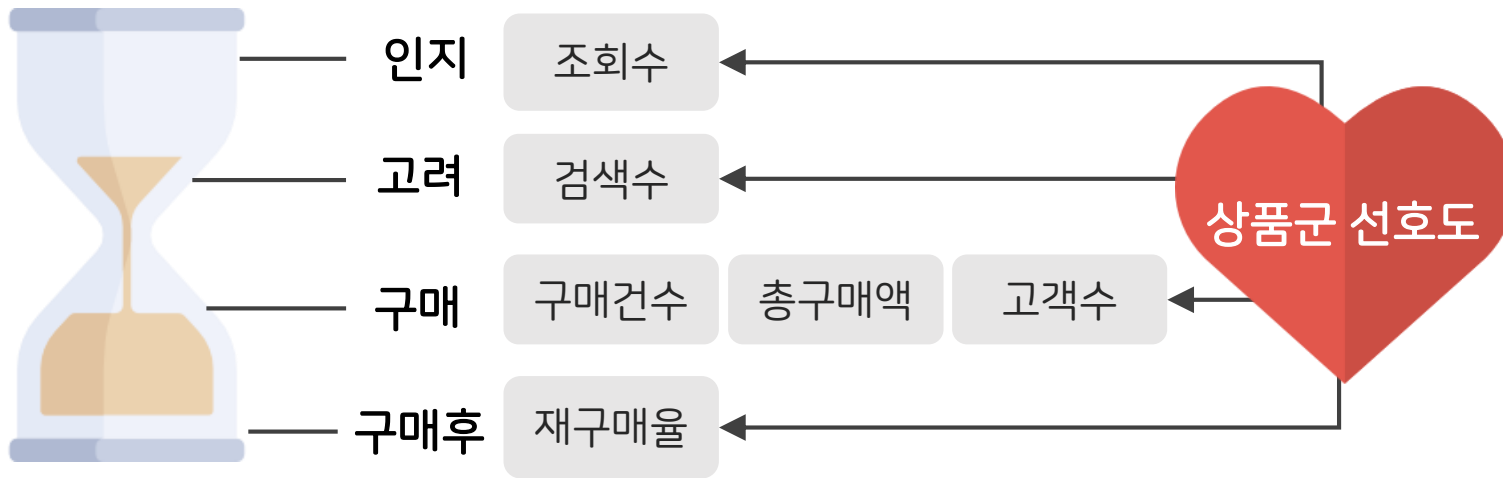 인지 조회수
고려 검색수
상품군 선호도
구매 구매건수 총구매액 고객수
구매후 재구매율